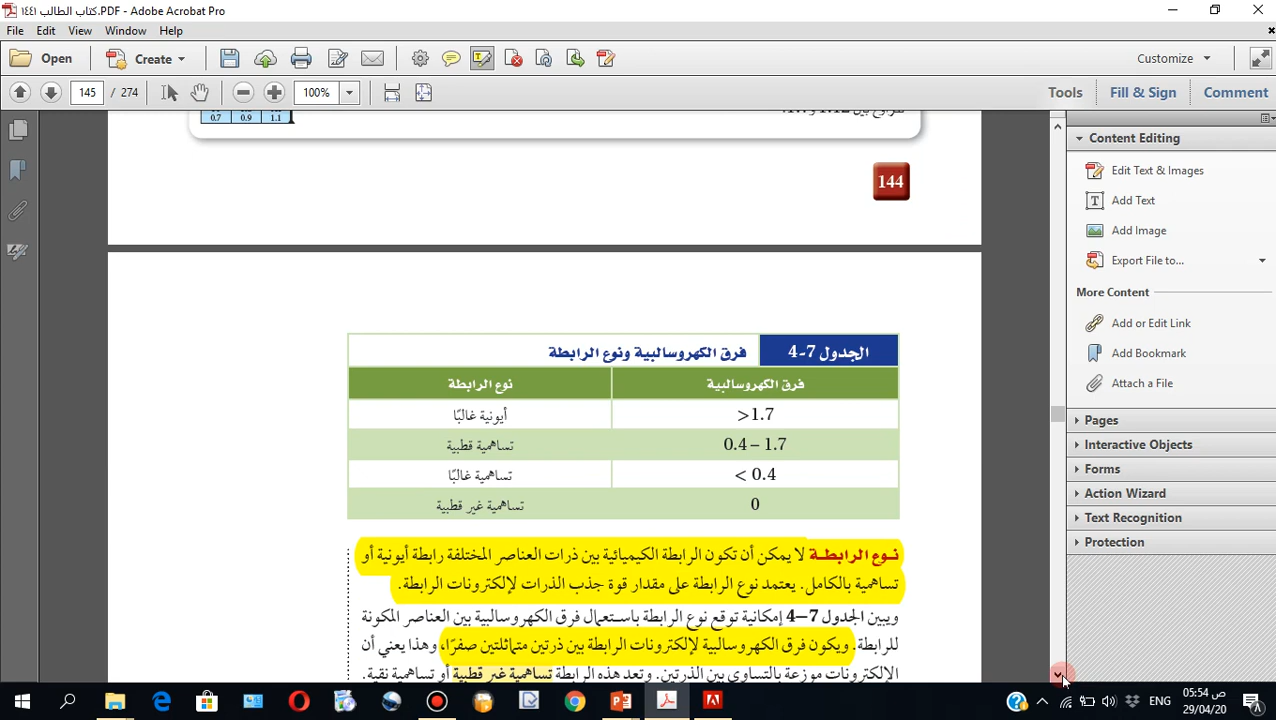 كتاب الطالب ١٤٤١.PDF - Adobe Acrobat Pro
File Edit View Window Help
Open Create Customize
145 / 274 100% Tools Fill & Sign Comment
0.7 0.9 1.1
144
الجدول 7-4 فرق الكهروسالبية ونوع الرابطة
فرق الكهروسالبية نوع الرابطة
>1.7 أيونية غالبًا
0.4 – 1.7 تساهمية قطبية
< 0.4 تساهمية غالبًا
0 تساهمية غير قطبية
نوع الرابطة لا يمكن أن تكون الرابطة الكيميائية بين ذرات العناصر المختلفة رابطة أيونية أو
تساهمية بالكامل. يعتمد نوع الرابطة على مقدار قوة جذب الذرات لإلكترونات الرابطة.
ويبين الجدول 7–4 إمكانية توقع نوع الرابطة باستعمال فرق الكهروسالبية بين العناصر المكونة
للرابطة. ويكون فرق الكهروسالبية لإلكترونات الرابطة بين ذرتين متماثلتين صفرًا، وهذا يعني أن
الإلكترونات موزعة بالتساوي بين الذرتين. وتعد هذه الرابطة تساهمية غير قطبية أو تساهمية نقية.
Content Editing
Edit Text & Images
Add Text
Add Image
Export File to...
More Content
Add or Edit Link
Add Bookmark
Attach a File
Pages
Interactive Objects
Forms
Action Wizard
Text Recognition
Protection
ENG
05:54 ص
29/04/20